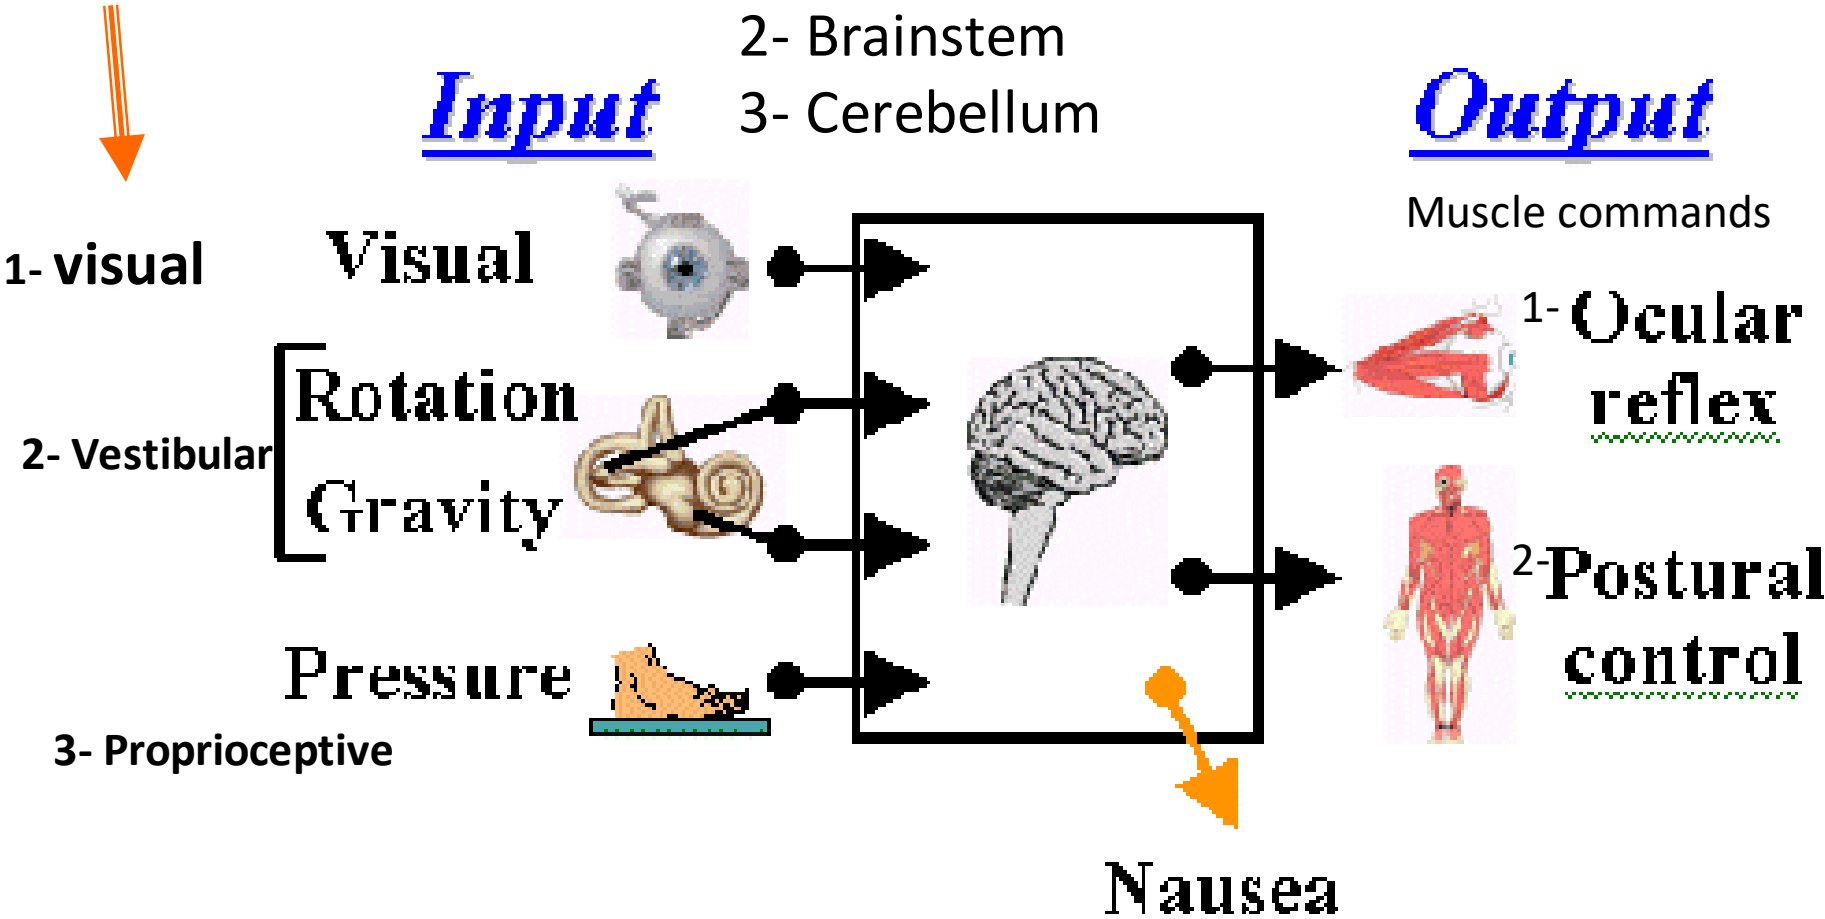 2- Brainstem
3- Cerebellum
Input
Output
Muscle commands
1- visual
Visual
1- Ocular
reflex
2- Vestibular
Rotation
Gravity
2- Postural
control
Pressure
3- Proprioceptive
Nausea